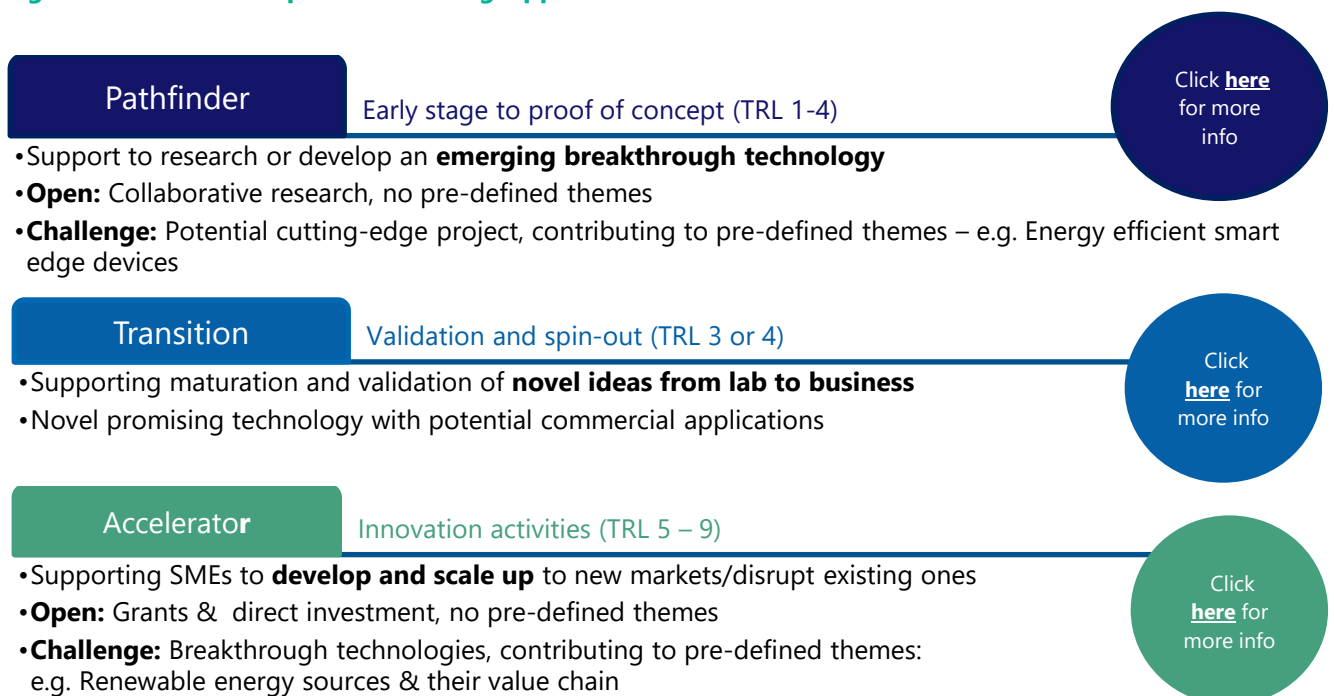 Pathfinder
Early stage to proof of concept (TRL 1-4)
Click here
for more
info
•Support to research or develop an emerging breakthrough technology
•Open: Collaborative research, no pre-defined themes
•Challenge: Potential cutting-edge project, contributing to pre-defined themes – e.g. Energy efficient smart
edge devices
Transition
Validation and spin-out (TRL 3 or 4)
Click
here for
more info
•Supporting maturation and validation of novel ideas from lab to business
•Novel promising technology with potential commercial applications
Accelerator
Innovation activities (TRL 5 – 9)
Click
here for
more info
•Supporting SMEs to develop and scale up to new markets/disrupt existing ones
•Open: Grants & direct investment, no pre-defined themes
•Challenge: Breakthrough technologies, contributing to pre-defined themes:
e.g. Renewable energy sources & their value chain